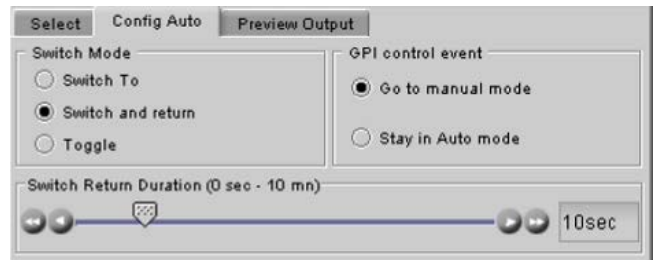 Select Config Auto Preview Output
Switch Mode
Switch To
Switch and return
Toggle
GPI control event
Go to manual mode
Stay in Auto mode
Switch Return Duration (0 sec - 10 mn)
10sec